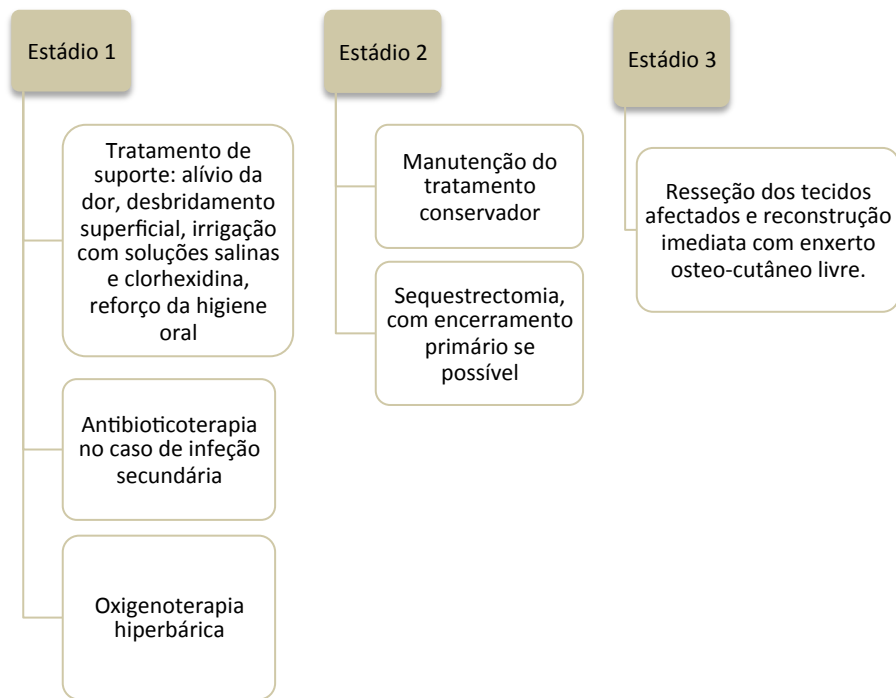 Estádio 1
Tratamento de
suporte: alívio da
dor, desbridamento
superficial, irrigação
com soluções salinas
e clorhexidina,
reforço da higiene
oral
Antibioticoterapia
no caso de infeção
secundária
Oxigenoterapia
hiperbárica
Estádio 2
Manutenção do
tratamento
conservador
Sequestrectomia,
com encerramento
primário se
possível
Estádio 3
Resseção dos tecidos
afectados e reconstrução
imediata com enxerto
osteo-cutâneo livre.